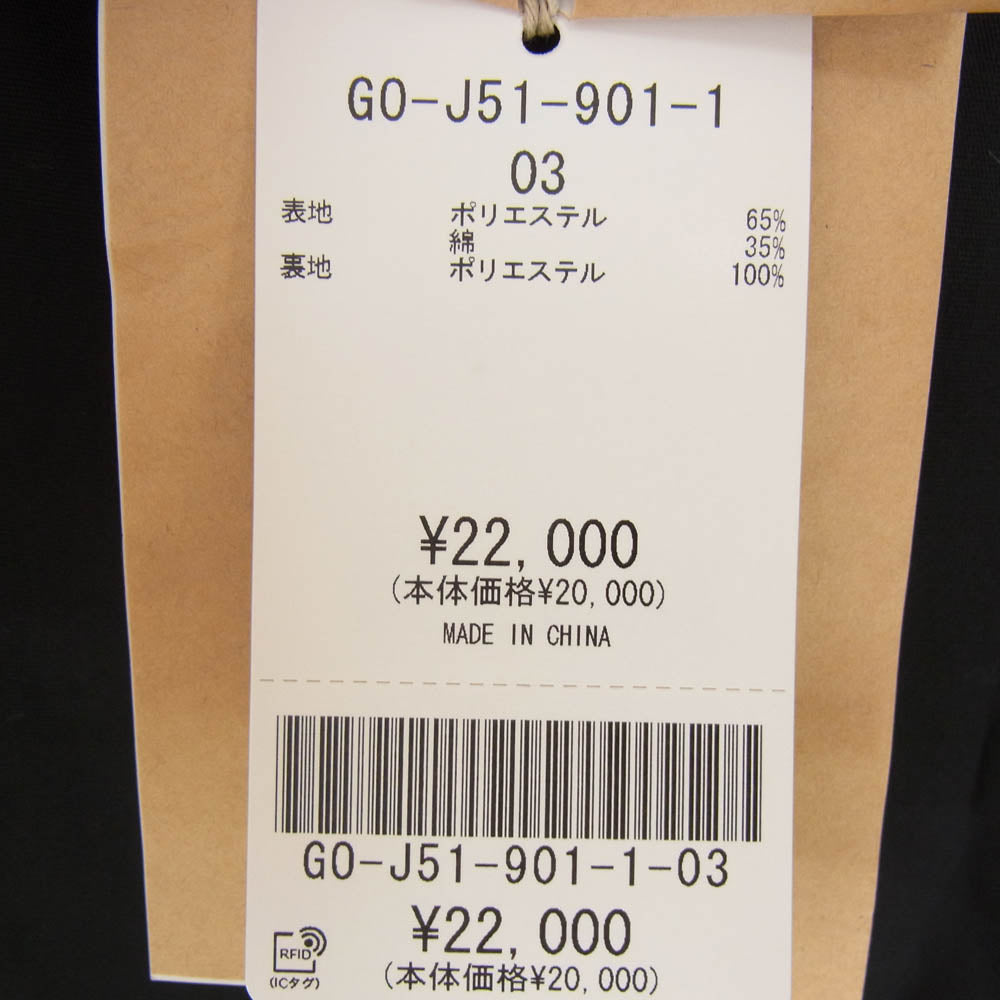 GO-J51-901-1
03
表地 ポリエステル 65%
綿 35%
裏地 ポリエステル 100%
¥22,000
(本体価格¥20,000)
MADE IN CHINA
GO-J51-901-1-03
¥22,000
(本体価格¥20,000)
RFID
(ICタグ)